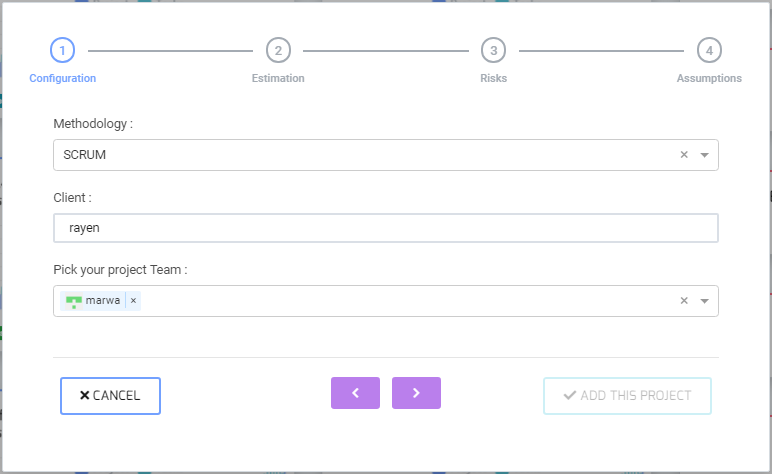 1 2 3 4
Configuration Estimation Risks Assumptions
Methodology :
SCRUM
Client :
rayen
Pick your project Team :
marwa ×
CANCEL ADD THIS PROJECT